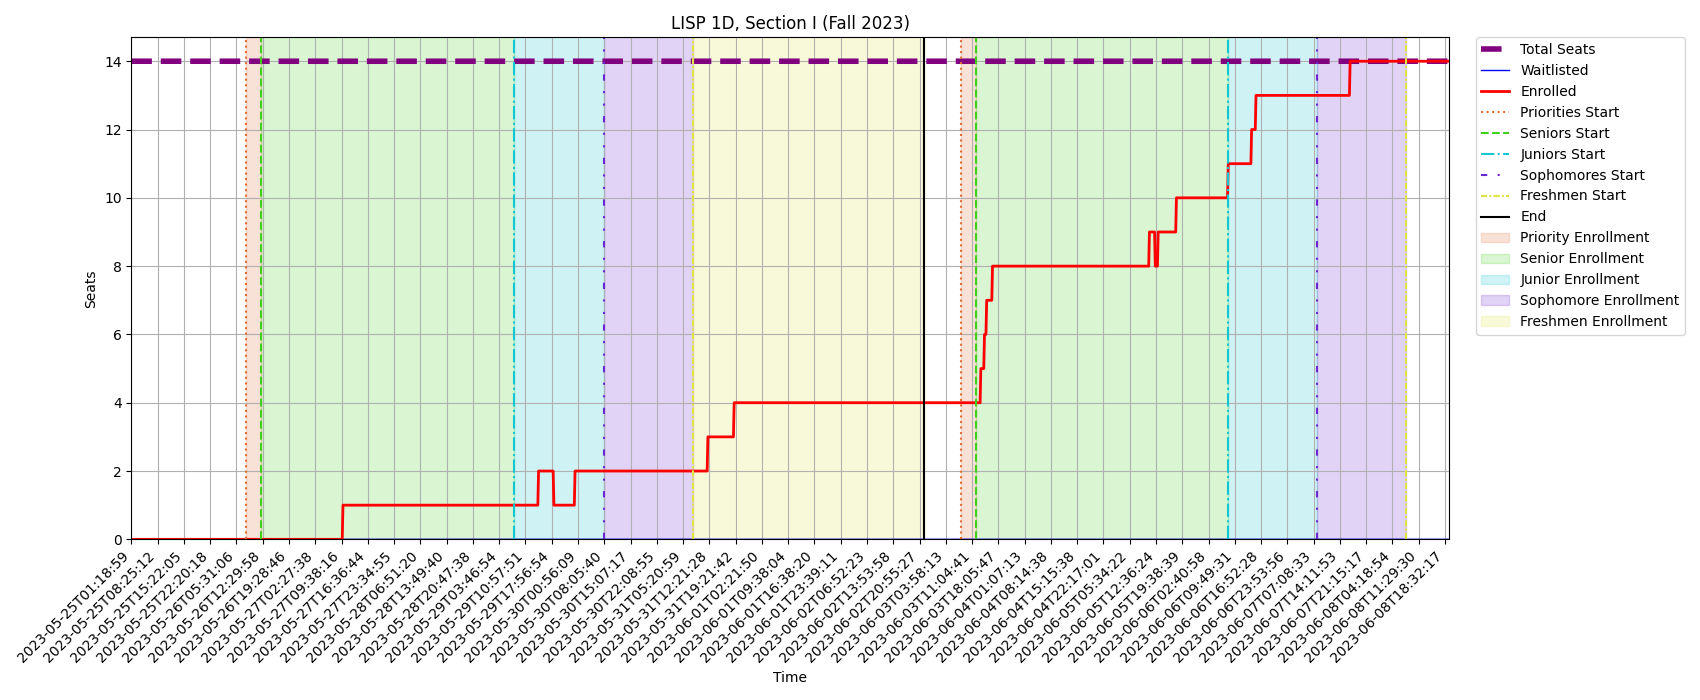 LISP 1D, Section I (Fall 2023)
Seats
14
12
10
8
6
4
2
0
2023-05-25T01:18:59
2023-05-25T08:25:12
2023-05-25T15:22:05
2023-05-25T22:20:18
2023-05-26T05:31:06
2023-05-26T12:29:58
2023-05-26T19:28:46
2023-05-27T02:27:38
2023-05-27T09:38:16
2023-05-27T16:36:44
2023-05-27T23:34:55
2023-05-28T06:51:20
2023-05-28T13:49:40
2023-05-28T20:47:38
2023-05-29T03:46:54
2023-05-29T10:57:51
2023-05-29T17:56:54
2023-05-30T00:56:09
2023-05-30T08:05:40
2023-05-30T15:07:17
2023-05-30T22:08:55
2023-05-31T05:20:59
2023-05-31T12:21:28
2023-05-31T19:21:42
2023-06-01T02:21:50
2023-06-01T09:38:04
2023-06-01T16:38:20
2023-06-01T23:39:11
2023-06-02T06:52:23
2023-06-02T13:53:58
2023-06-02T20:55:27
2023-06-03T03:58:13
2023-06-03T11:04:41
2023-06-03T18:05:47
2023-06-04T01:07:13
2023-06-04T08:14:38
2023-06-04T15:15:38
2023-06-04T22:17:01
2023-06-05T05:34:22
2023-06-05T12:36:24
2023-06-05T19:38:39
2023-06-06T02:40:58
2023-06-06T09:49:31
2023-06-06T16:52:28
2023-06-06T23:53:56
2023-06-07T07:08:33
2023-06-07T14:11:53
2023-06-07T21:15:17
2023-06-08T04:18:54
2023-06-08T11:29:30
2023-06-08T18:32:17
Time
Total Seats
Waitlisted
Enrolled
Priorities Start
Seniors Start
Juniors Start
Sophomores Start
Freshmen Start
End
Priority Enrollment
Senior Enrollment
Junior Enrollment
Sophomore Enrollment
Freshmen Enrollment